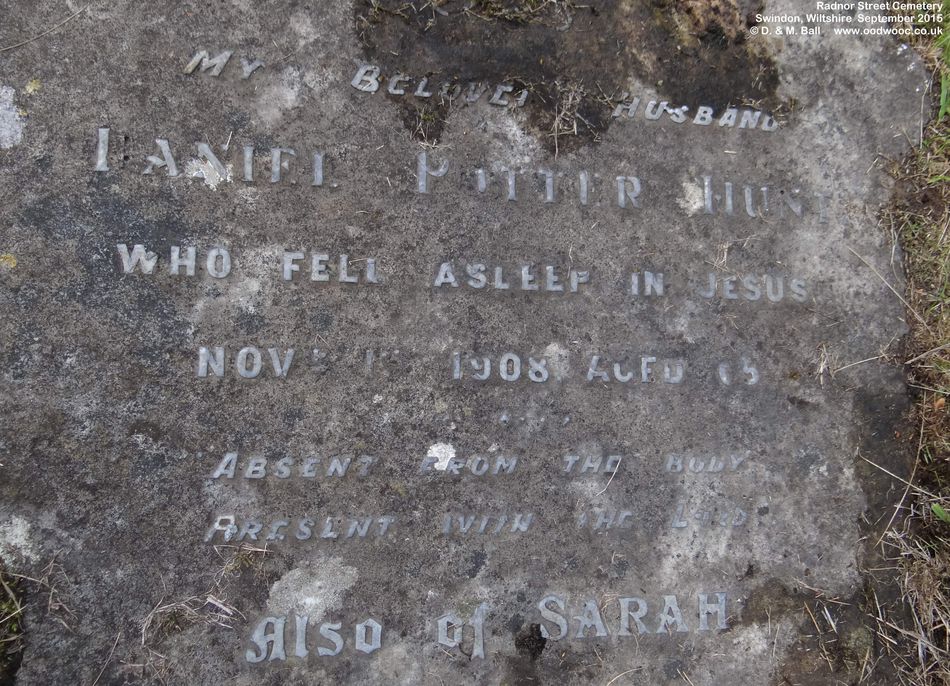 Radnor Street Cemetery
Swindon, Wiltshire September 2015
© D. & M. Ball www.oodwooc.co.uk
MY BELOVED HUSBAND
DANIEL POTTER HUNT
WHO FELL ASLEEP IN JESUS
NOV 1908 AGED
ABSENT FROM THE BODY
PRESENT WITH THE LORD
Also of SARAH